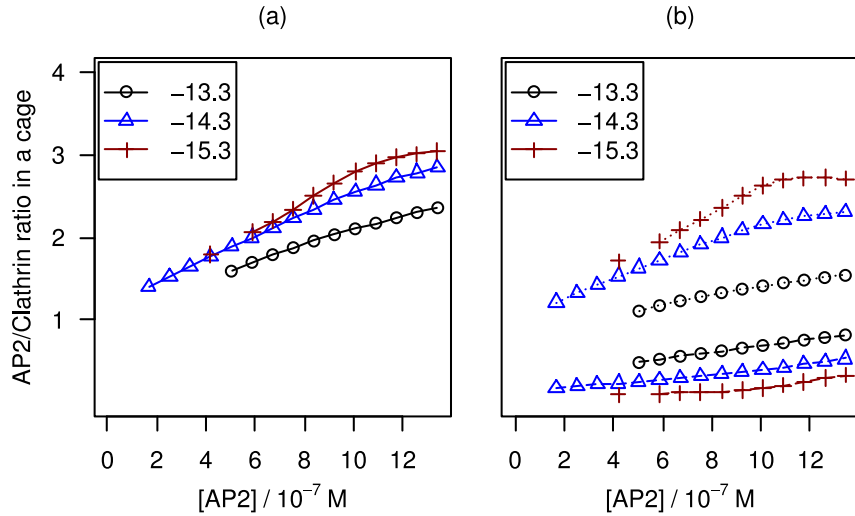 (a)
(b)
AP2/Clathrin ratio in a cage
4
3
2
1
−13.3
−14.3
−15.3
−13.3
−14.3
−15.3
0 2 4 6 8 10 12
0 2 4 6 8 10 12
[AP2] / 10⁻⁷ M
[AP2] / 10⁻⁷ M